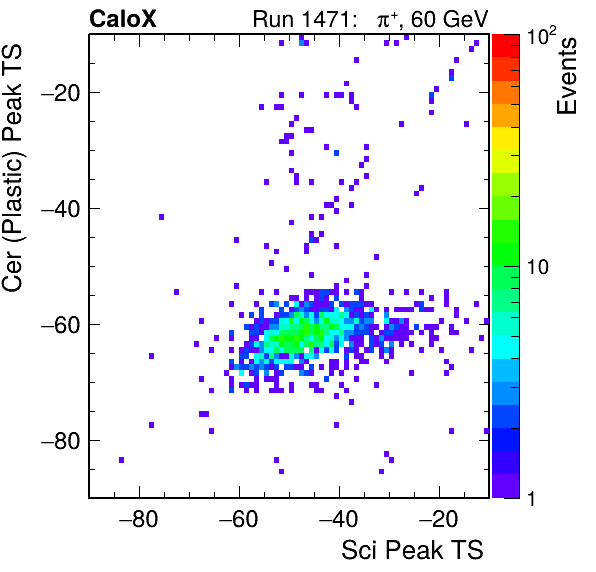 CaloX Run 1471: π⁺, 60 GeV
Cer (Plastic) Peak TS
−20
−40
−60
−80
−80 −60 −40 −20
Sci Peak TS
10²
10
1
Events